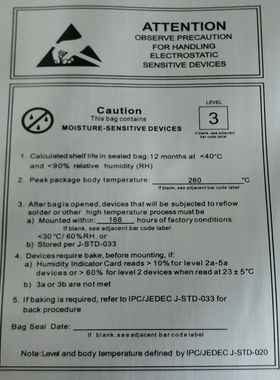 ATTENTION
OBSERVE PRECAUTION
FOR HANDLING
ELECTROSTATIC
SENSITIVE DEVICES
Caution
This bag contains
MOISTURE-SENSITIVE DEVICES
LEVEL
3
If blank, see adjacent
bar code label
1. Calculated shelf life in sealed bag: 12 months at <40°C
and <90% relative humidity (RH)
2. Peak package body temperature: 260 °C
If blank, see adjacent bar code label
3. After bag is opened, devices that will be subjected to reflow
solder or other high temperature process must be
a) Mounted within: 168 hours of factory conditions
If blank, see adjacent bar code label
<30°C/ 60% RH. or
b) Stored per J-STD-033
4. Devices require bake, before mounting, if:
a) Humidity Indicator Card reads > 10% for level 2a-5a
devices or > 60% for level 2 devices when read at 23 ± 5°C
b) 3a or 3b are not met
5. If baking is required, refer to IPC/JEDEC J-STD-033 for
back procedure
Bag Seal Date:
If blank, see adjacent bar code label
Note:Level and body temperature defined by IPC/JEDEC J-STD-020